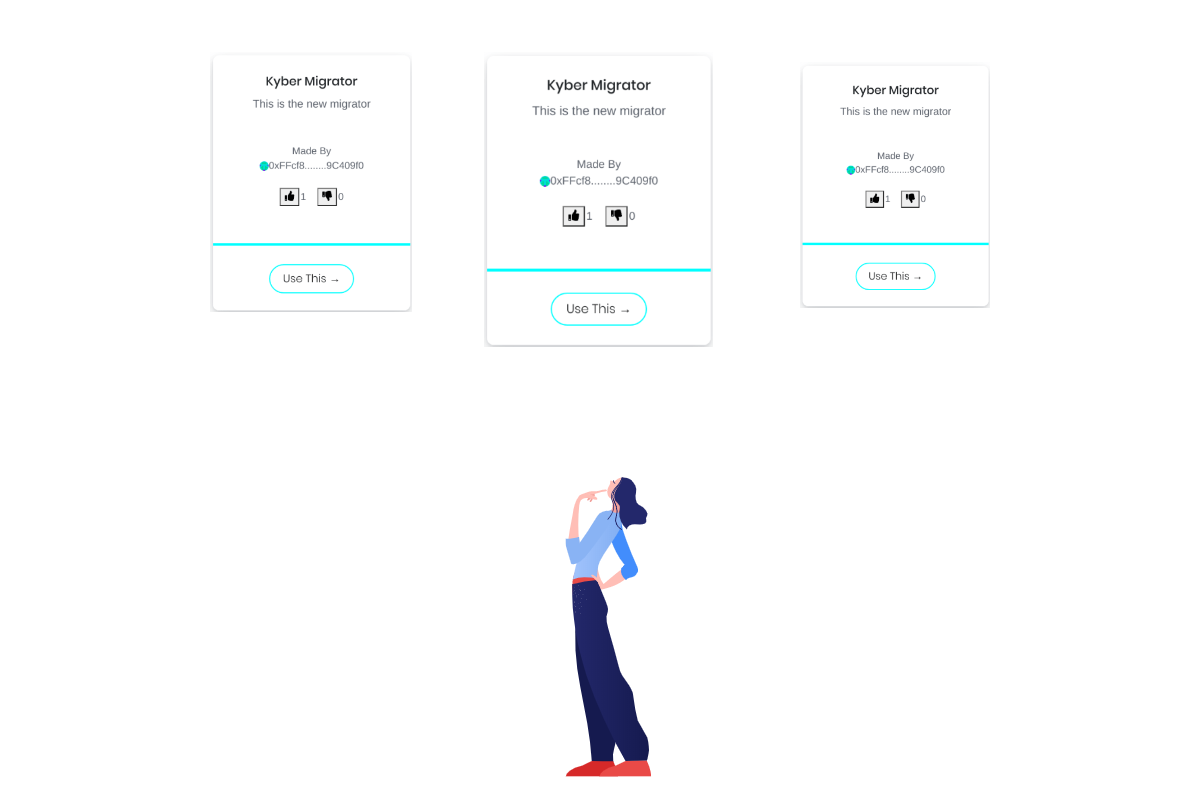 Kyber Migrator
This is the new migrator
Made By
0xFFcf8........9C409f0
1 0
Use This →
Kyber Migrator
This is the new migrator
Made By
0xFFcf8........9C409f0
1 0
Use This →
Kyber Migrator
This is the new migrator
Made By
0xFFcf8........9C409f0
1 0
Use This →